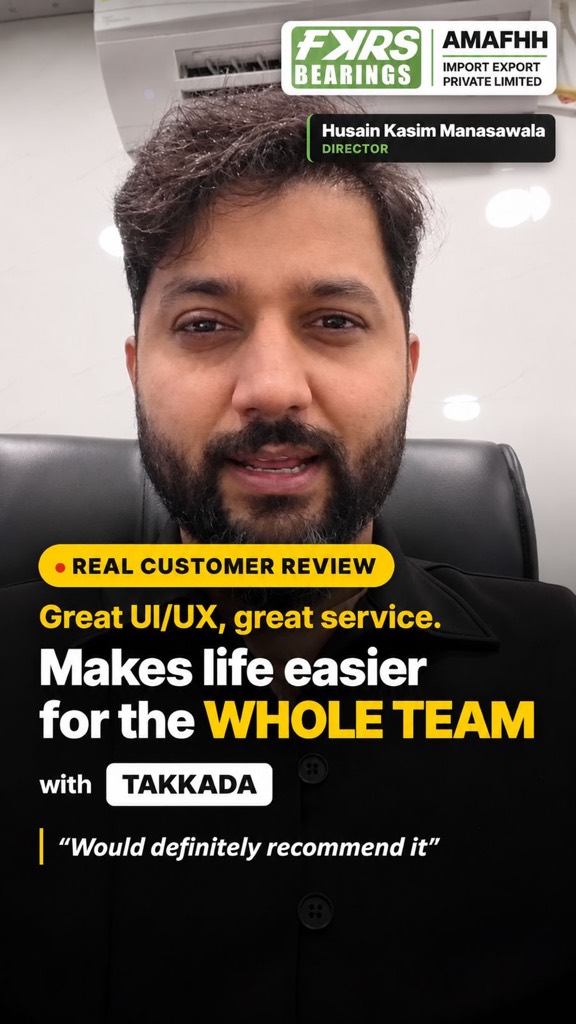 FKRS
BEARINGS
AMAFHH
IMPORT EXPORT
PRIVATE LIMITED
Husain Kasim Manasawala
DIRECTOR
REAL CUSTOMER REVIEW
Great UI/UX, great service.
Makes life easier
for the WHOLE TEAM
with TAKKADA
“Would definitely recommend it”